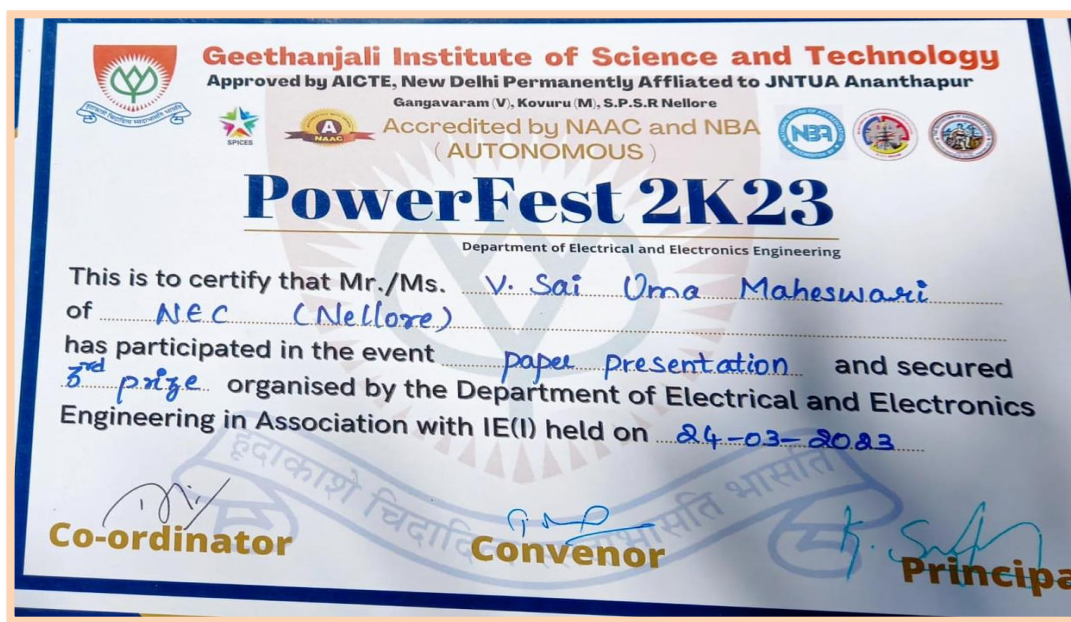 Geethanjali Institute of Science and Technology
Approved by AICTE, New Delhi Permanently Affliated to JNTUA Ananthapur
Gangavaram (V), Kovuru (M), S.P.S.R Nellore
SPICES
A
NAAC
Accredited by NAAC and NBA
(AUTONOMOUS)
NBA
PowerFest 2K23
Department of Electrical and Electronics Engineering
This is to certify that Mr./Ms. V. Sai Uma Maheswari
of NEC (Nellore)
has participated in the event paper presentation and secured
3rd prize organised by the Department of Electrical and Electronics
Engineering in Association with IE(I) held on 24-03-2023
Co-ordinator
Convenor
Principa